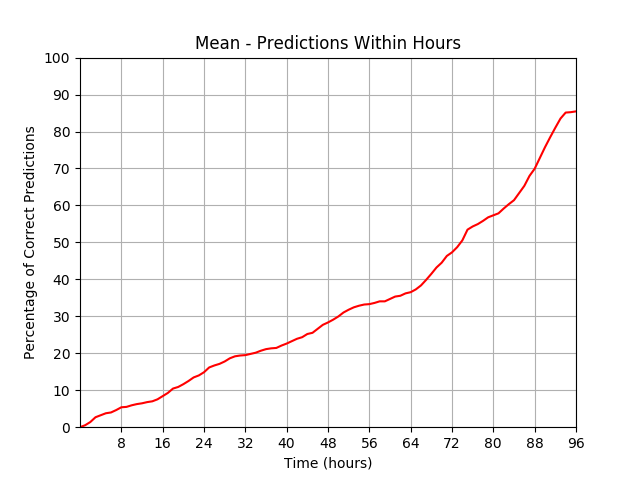 Mean - Predictions Within Hours
Percentage of Correct Predictions
100
90
80
70
60
50
40
30
20
10
0
8 16 24 32 40 48 56 64 72 80 88 96
Time (hours)